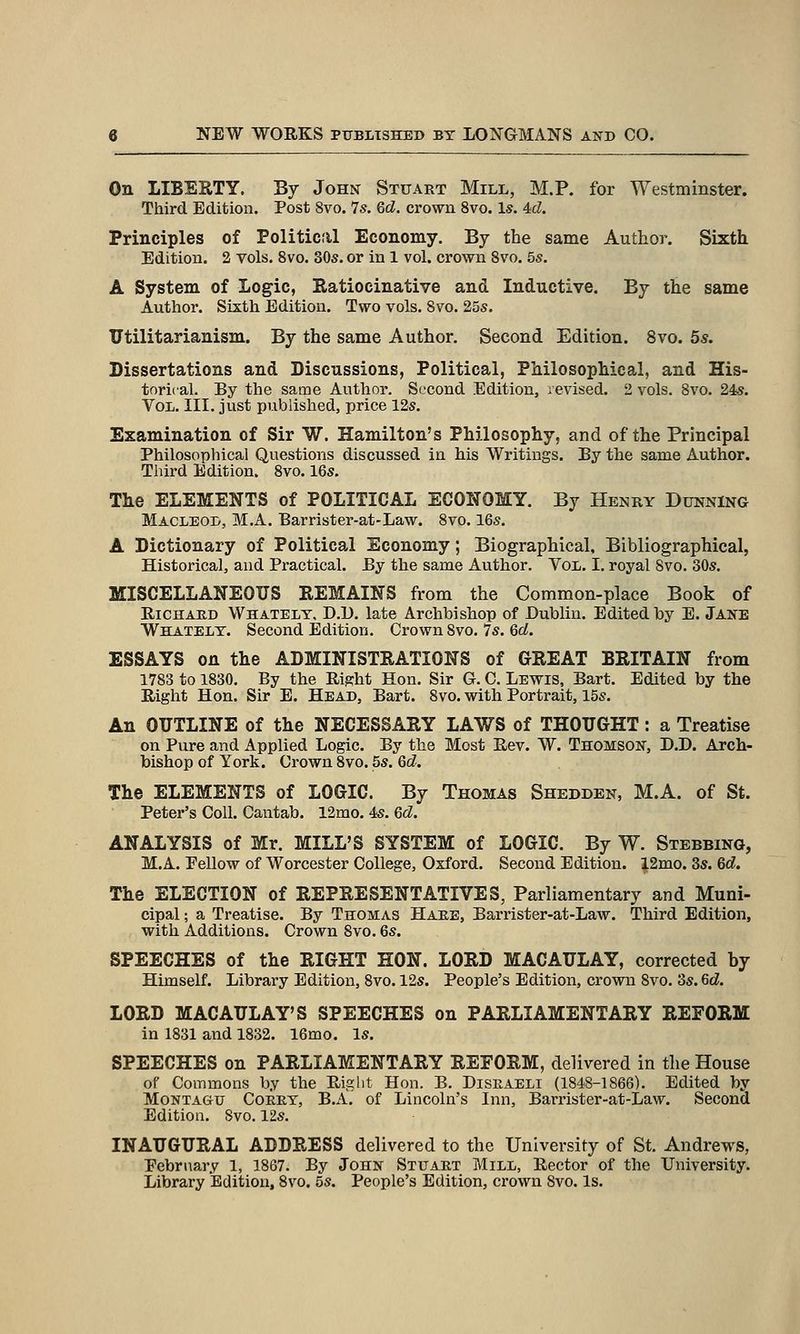 6 NEW WORKS PUBLISHED BY LONGMANS AND CO.
On LIBERTY. By John Stuart Mill, M.P. for Westminster.
Third Edition. Post 8vo. 7s. 6d. crown 8vo. 1s. 4d.
Principles of Political Economy. By the same Author. Sixth
Edition. 2 vols. 8vo. 30s. or in 1 vol. crown 8vo. 5s.
A System of Logic, Ratiocinative and Inductive. By the same
Author. Sixth Edition. Two vols. 8vo. 25s.
Utilitarianism. By the same Author. Second Edition. 8vo. 5s.
Dissertations and Discussions, Political, Philosophical, and His-
torical. By the same Author. Second Edition, revised. 2 vols. 8vo. 24s.
Vol. III. just published, price 12s.
Examination of Sir W. Hamilton's Philosophy, and of the Principal
Philosophical Questions discussed in his Writings. By the same Author.
Third Edition. 8vo. 16s.
The ELEMENTS of POLITICAL ECONOMY. By Henry Dunning
Macleod, M.A. Barrister-at-Law. 8vo. 16s.
A Dictionary of Political Economy; Biographical, Bibliographical,
Historical, and Practical. By the same Author. Vol. I. royal 8vo. 30s.
MISCELLANEOUS REMAINS from the Common-place Book of
Richard Whately, D.D. late Archbishop of Dublin. Edited by E. Jane
Whately. Second Edition. Crown 8vo. 7s. 6d.
ESSAYS on the ADMINISTRATIONS of GREAT BRITAIN from
1783 to 1830. By the Right Hon. Sir G. C. Lewis, Bart. Edited by the
Right Hon. Sir E. Head, Bart. 8vo. with Portrait, 15s.
An OUTLINE of the NECESSARY LAWS of THOUGHT: a Treatise
on Pure and Applied Logic. By the Most Rev. W. Thomson, D.D. Arch-
bishop of York. Crown 8vo. 5s. 6d.
The ELEMENTS of LOGIC. By Thomas Shedden, M.A. of St.
Peter's Coll. Cantab. 12mo. 4s. 6d.
ANALYSIS of Mr. MILL'S SYSTEM of LOGIC. By W. Stebbing,
M.A. Fellow of Worcester College, Oxford. Second Edition. 12mo. 3s. 6d.
The ELECTION of REPRESENTATIVES, Parliamentary and Muni-
cipal; a Treatise. By Thomas Hare, Barrister-at-Law. Third Edition,
with Additions. Crown 8vo. 6s.
SPEECHES of the RIGHT HON. LORD MACAULAY, corrected by
Himself. Library Edition, 8vo. 12s. People's Edition, crown 8vo. 3s. 6d.
LORD MACAULAY'S SPEECHES on PARLIAMENTARY REFORM
in 1831 and 1832. 16mo. 1s.
SPEECHES on PARLIAMENTARY REFORM, delivered in the House
of Commons by the Right Hon. B. Disraeli (1848-1866). Edited by
Montagu Corry, B.A. of Lincoln's Inn, Barrister-at-Law. Second
Edition. 8vo. 12s.
INAUGURAL ADDRESS delivered to the University of St. Andrews,
February 1, 1867. By John Stuart Mill, Rector of the University.
Library Edition, 8vo. 5s. People's Edition, crown 8vo. 1s.